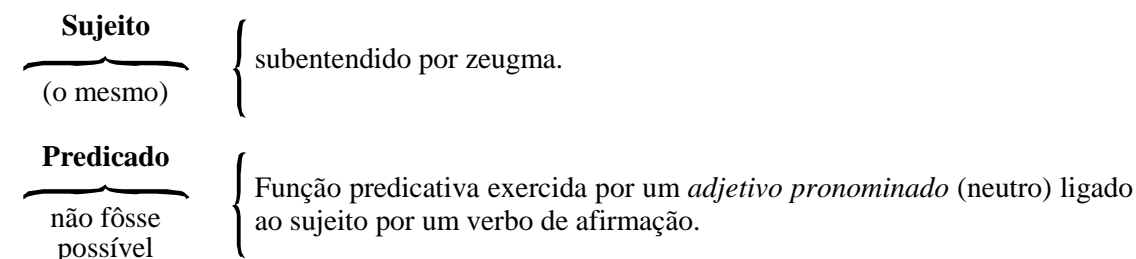 Sujeito
(o mesmo)
subentendido por zeugma.
Predicado
não fôsse
possível
Função predicativa exercida por um adjetivo pronominado (neutro) ligado
ao sujeito por um verbo de afirmação.